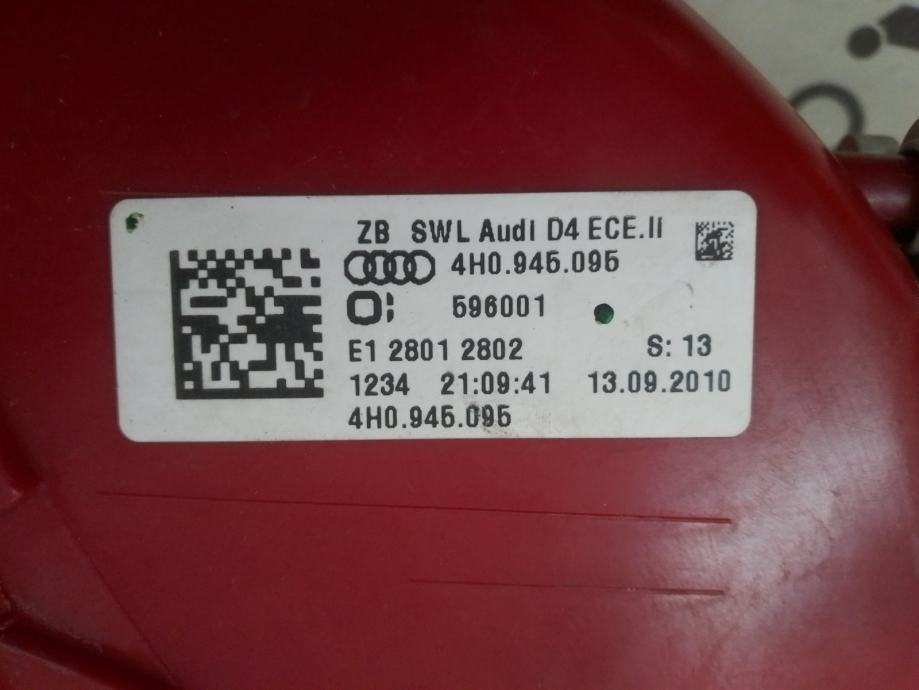 ZB SWL Audi D4 ECE.II
4H0.945.095
596001
E1 2801 2802 S: 13
1234 21:09:41 13.09.2010
4H0.945.095